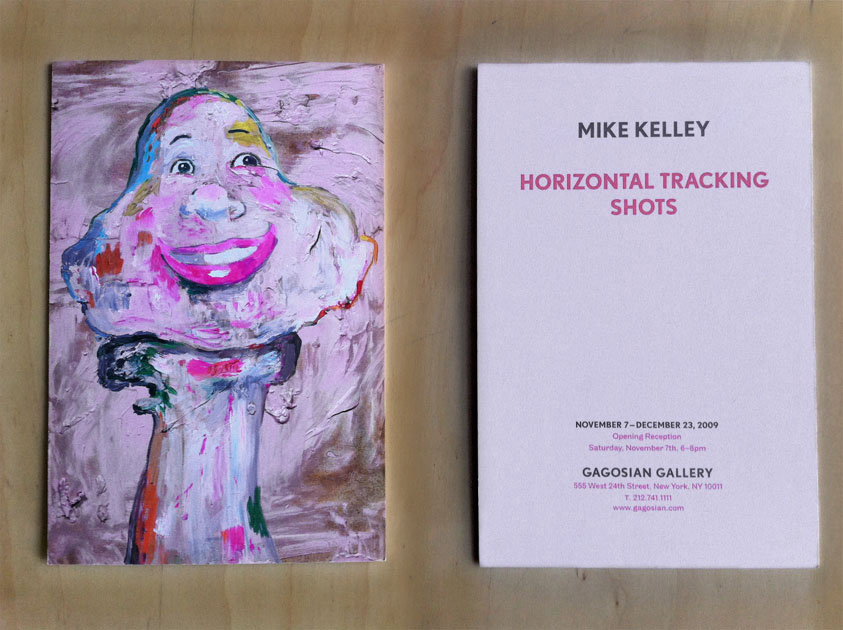 MIKE KELLEY
HORIZONTAL TRACKING
SHOTS
NOVEMBER 7–DECEMBER 23, 2009
Opening Reception
Saturday, November 7th, 6–8pm
GAGOSIAN GALLERY
555 West 24th Street, New York, NY 10011
T. 212.741.1111
www.gagosian.com